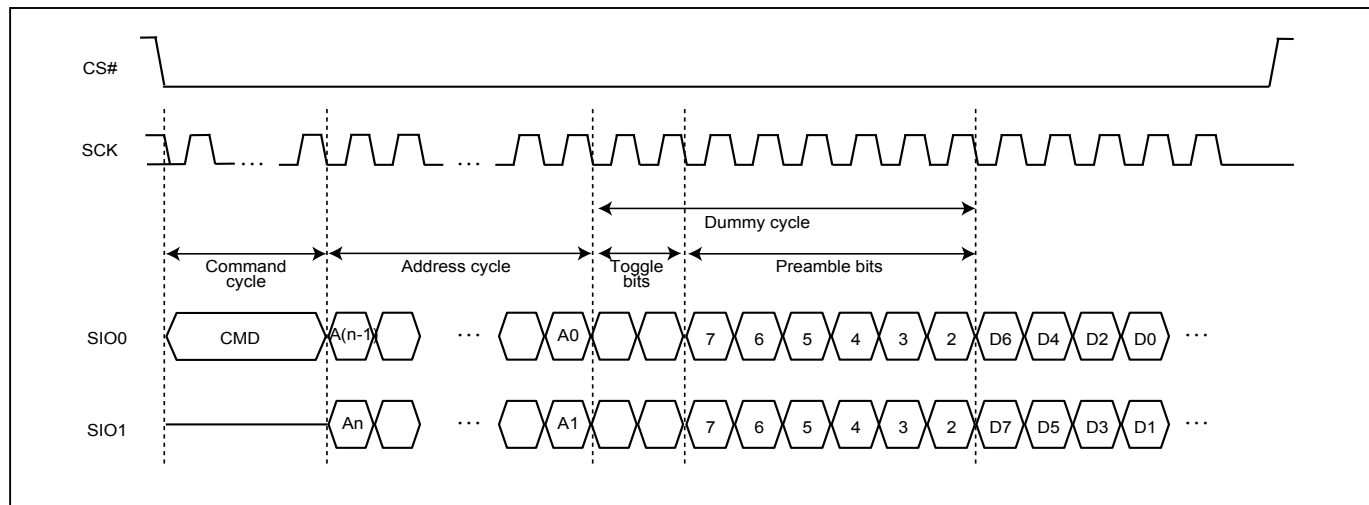 CS#
SCK ... ...
Dummy cycle
Command cycle Address cycle Toggle bits Preamble bits
SIO0 CMD A(n-1) ... A0 7 6 5 4 3 2 D6 D4 D2 D0 ...
SIO1 An ... A1 7 6 5 4 3 2 D7 D5 D3 D1 ...